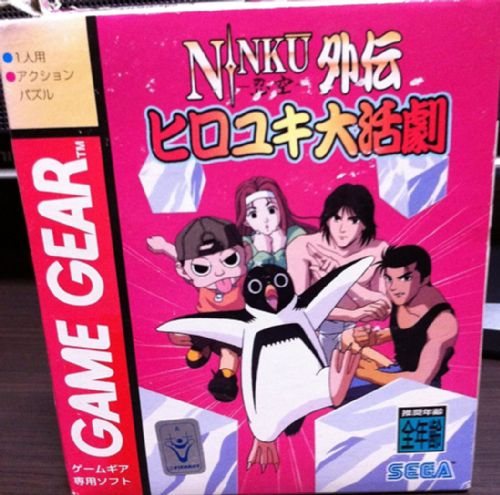 1人用
アクション
パズル
NINKŪ 外伝
忍空
ヒロユキ大活劇
GAME GEAR™
推奨年齢
全年齢
SEGA
ゲームギア
専用ソフト